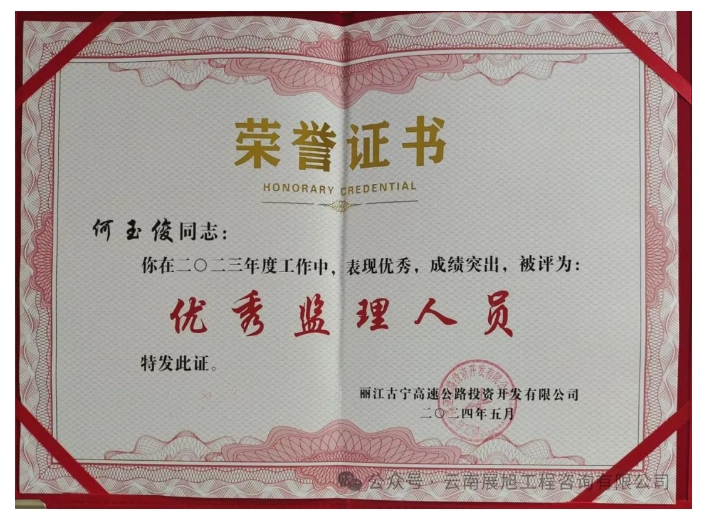 荣誉证书
HONORARY CREDENTIAL
何玉俊同志：
你在二〇二三年度工作中，表现优秀，成绩突出，被评为：
优秀监理人员
特发此证。
丽江古宁高速公路投资开发有限公司
二〇二四年五月
公众号·云南展旭工程咨询有限公司